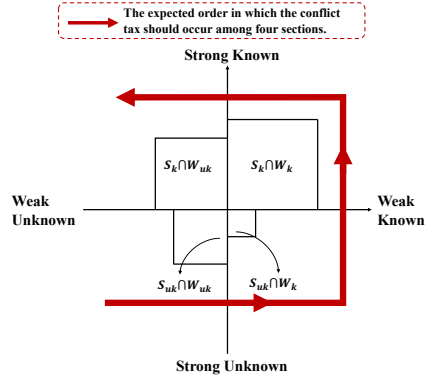 The expected order in which the conflict
tax should occur among four sections.
Strong Known
S_k∩W_uk
S_k∩W_k
Weak
Unknown
Weak
Known
S_uk∩W_uk
S_uk∩W_k
Strong Unknown